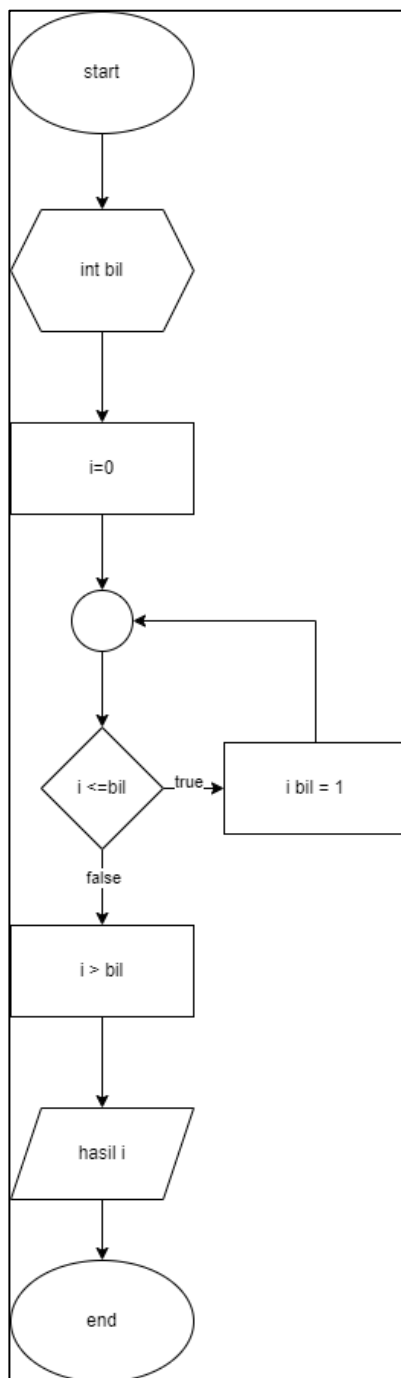 start
int bil
i=0
i <=bil
true
i bil = 1
false
i > bil
hasil i
end